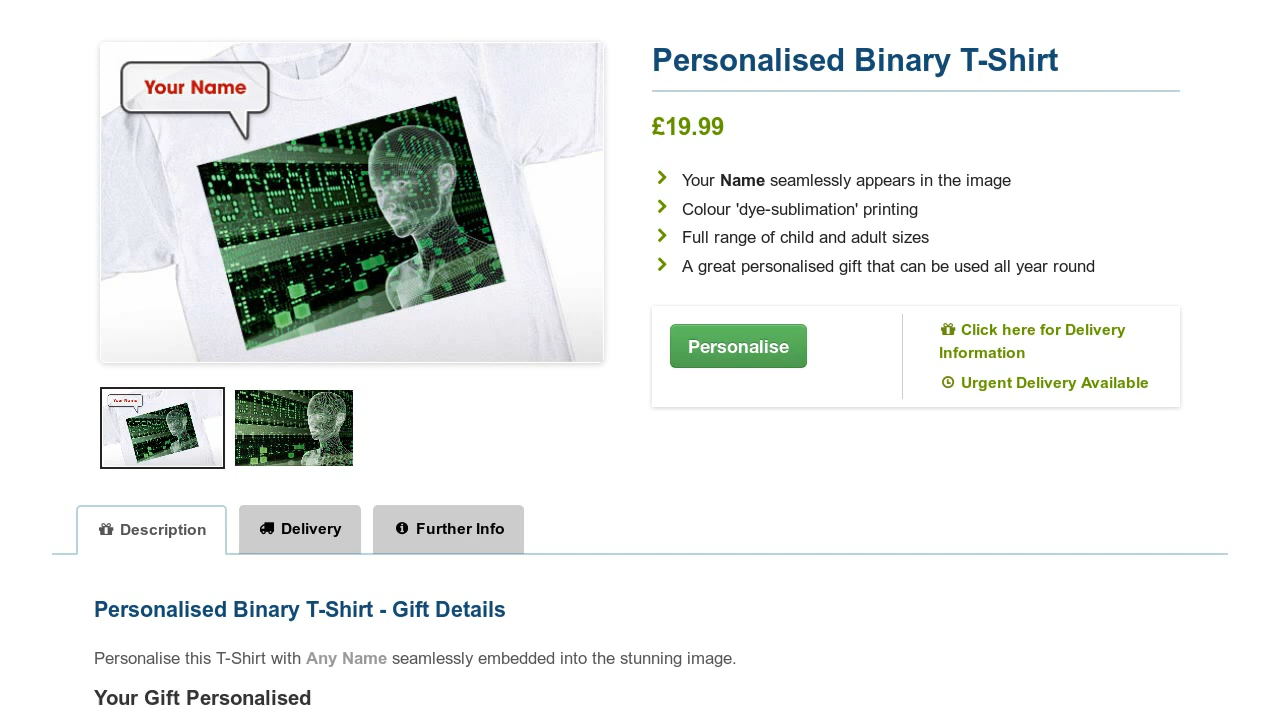 Your Name
STEPHEN
Personalised Binary T-Shirt
£19.99
Your Name seamlessly appears in the image
Colour 'dye-sublimation' printing
Full range of child and adult sizes
A great personalised gift that can be used all year round
Personalise
Click here for Delivery
Information
Urgent Delivery Available
Your Name
Description
Delivery
Further Info
Personalised Binary T-Shirt - Gift Details
Personalise this T-Shirt with Any Name seamlessly embedded into the stunning image.
Your Gift Personalised